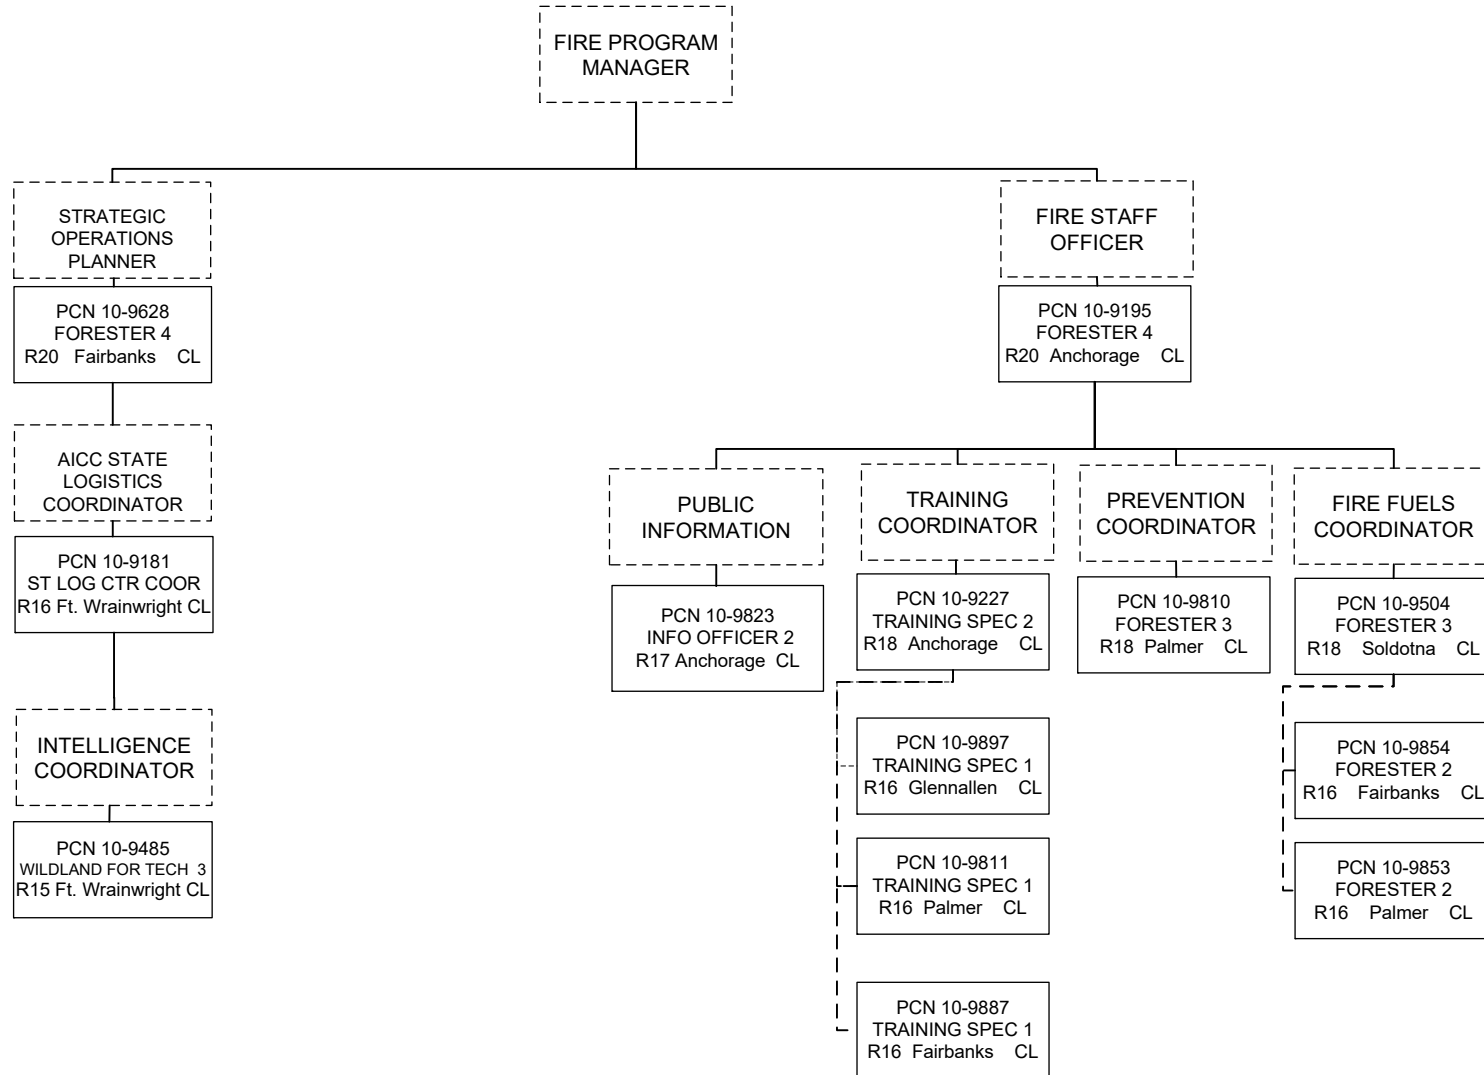 FIRE PROGRAM
MANAGER
STRATEGIC
OPERATIONS
PLANNER
PCN 10-9628
FORESTER 4
R20 Fairbanks CL
AICC STATE
LOGISTICS
COORDINATOR
PCN 10-9181
ST LOG CTR COOR
R16 Ft. Wrainwright CL
INTELLIGENCE
COORDINATOR
PCN 10-9485
WILDLAND FOR TECH 3
R15 Ft. Wrainwright CL
FIRE STAFF
OFFICER
PCN 10-9195
FORESTER 4
R20 Anchorage CL
PUBLIC
INFORMATION
PCN 10-9823
INFO OFFICER 2
R17 Anchorage CL
TRAINING
COORDINATOR
PCN 10-9227
TRAINING SPEC 2
R18 Anchorage CL
PCN 10-9897
TRAINING SPEC 1
R16 Glennallen CL
PCN 10-9811
TRAINING SPEC 1
R16 Palmer CL
PCN 10-9887
TRAINING SPEC 1
R16 Fairbanks CL
PREVENTION
COORDINATOR
PCN 10-9810
FORESTER 3
R18 Palmer CL
FIRE FUELS
COORDINATOR
PCN 10-9504
FORESTER 3
R18 Soldotna CL
PCN 10-9854
FORESTER 2
R16 Fairbanks CL
PCN 10-9853
FORESTER 2
R16 Palmer CL